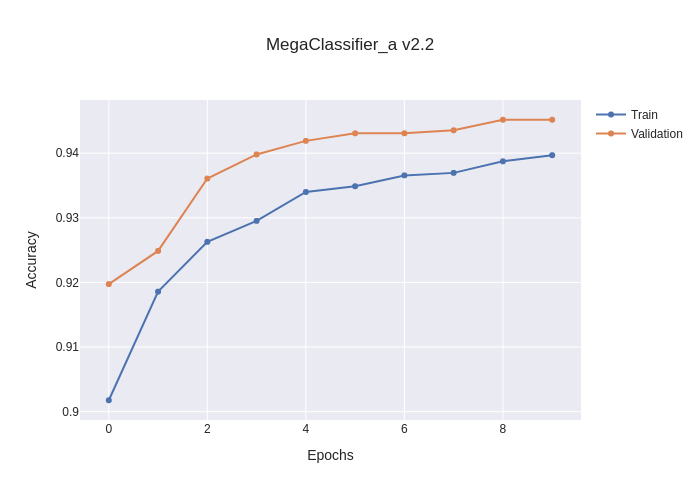 MegaClassifier_a v2.2
Train
Validation
0.94
0.93
0.92
0.91
0.9
Accuracy
0 2 4 6 8
Epochs